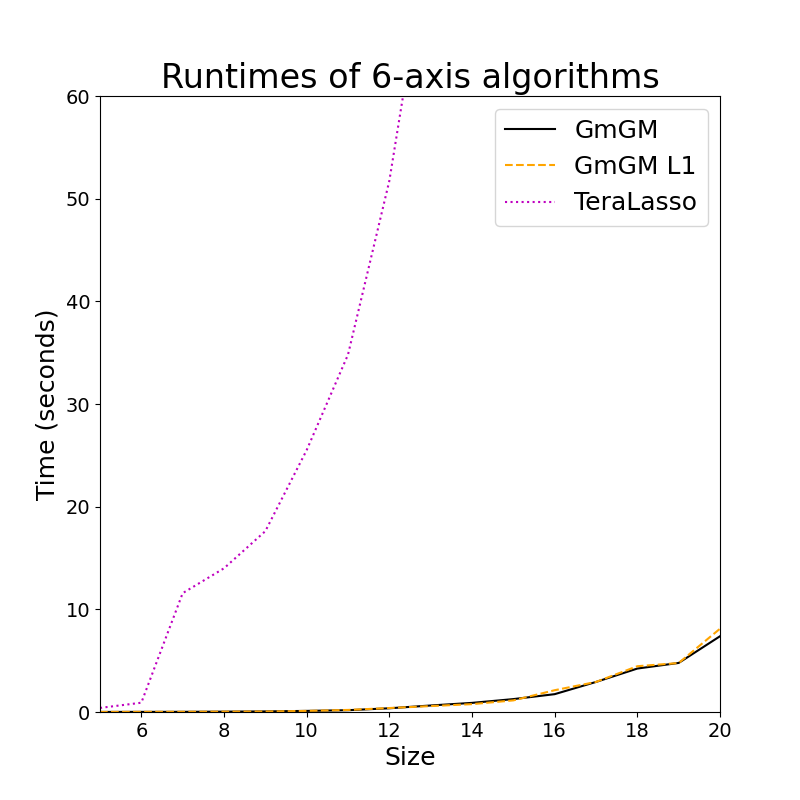 Runtimes of 6-axis algorithms
60
50
40
30
20
10
0
Time (seconds)
GmGM
GmGM L1
TeraLasso
6 8 10 12 14 16 18 20
Size